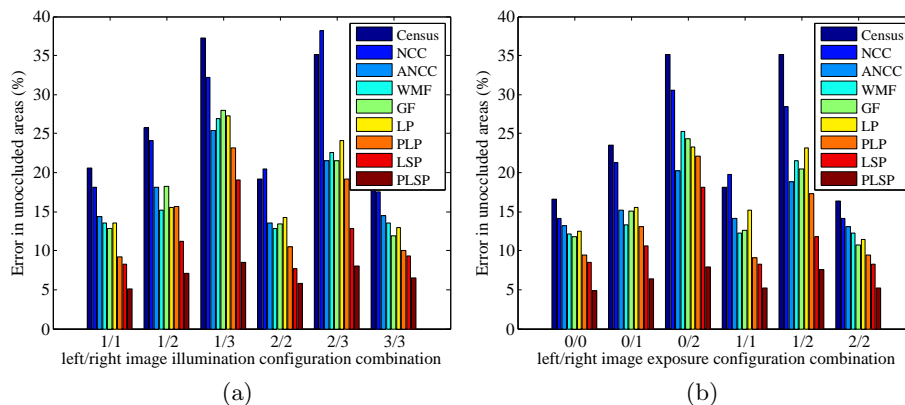 40
35
30
25
20
15
10
5
0
Error in unoccluded areas (%)
Census
NCC
ANCC
WMF
GF
LP
PLP
LSP
PLSP
1/1 1/2 1/3 2/2 2/3 3/3
left/right image illumination configuration combination
(a)
40
35
30
25
20
15
10
5
0
Error in unoccluded areas (%)
Census
NCC
ANCC
WMF
GF
LP
PLP
LSP
PLSP
0/0 0/1 0/2 1/1 1/2 2/2
left/right image exposure configuration combination
(b)